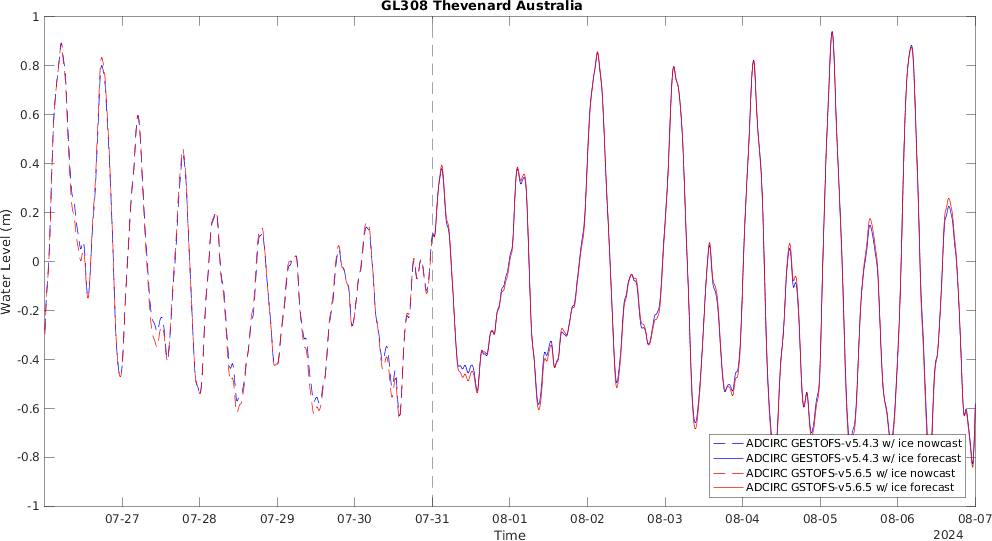 GL308 Thevenard Australia
1
0.8
0.6
0.4
0.2
0
-0.2
-0.4
-0.6
-0.8
-1
Water Level (m)
ADCIRC GESTOFS-v5.4.3 w/ ice nowcast
ADCIRC GESTOFS-v5.4.3 w/ ice forecast
ADCIRC GSTOFS-v5.6.5 w/ ice nowcast
ADCIRC GSTOFS-v5.6.5 w/ ice forecast
07-27 07-28 07-29 07-30 07-31 08-01 08-02 08-03 08-04 08-05 08-06 08-07
Time
2024